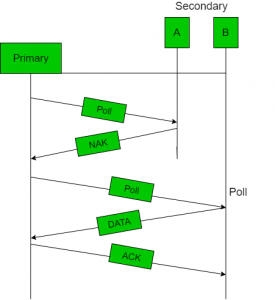 Secondary
A
B
Primary
Poll
NAK
Poll
Poll
DATA
ACK